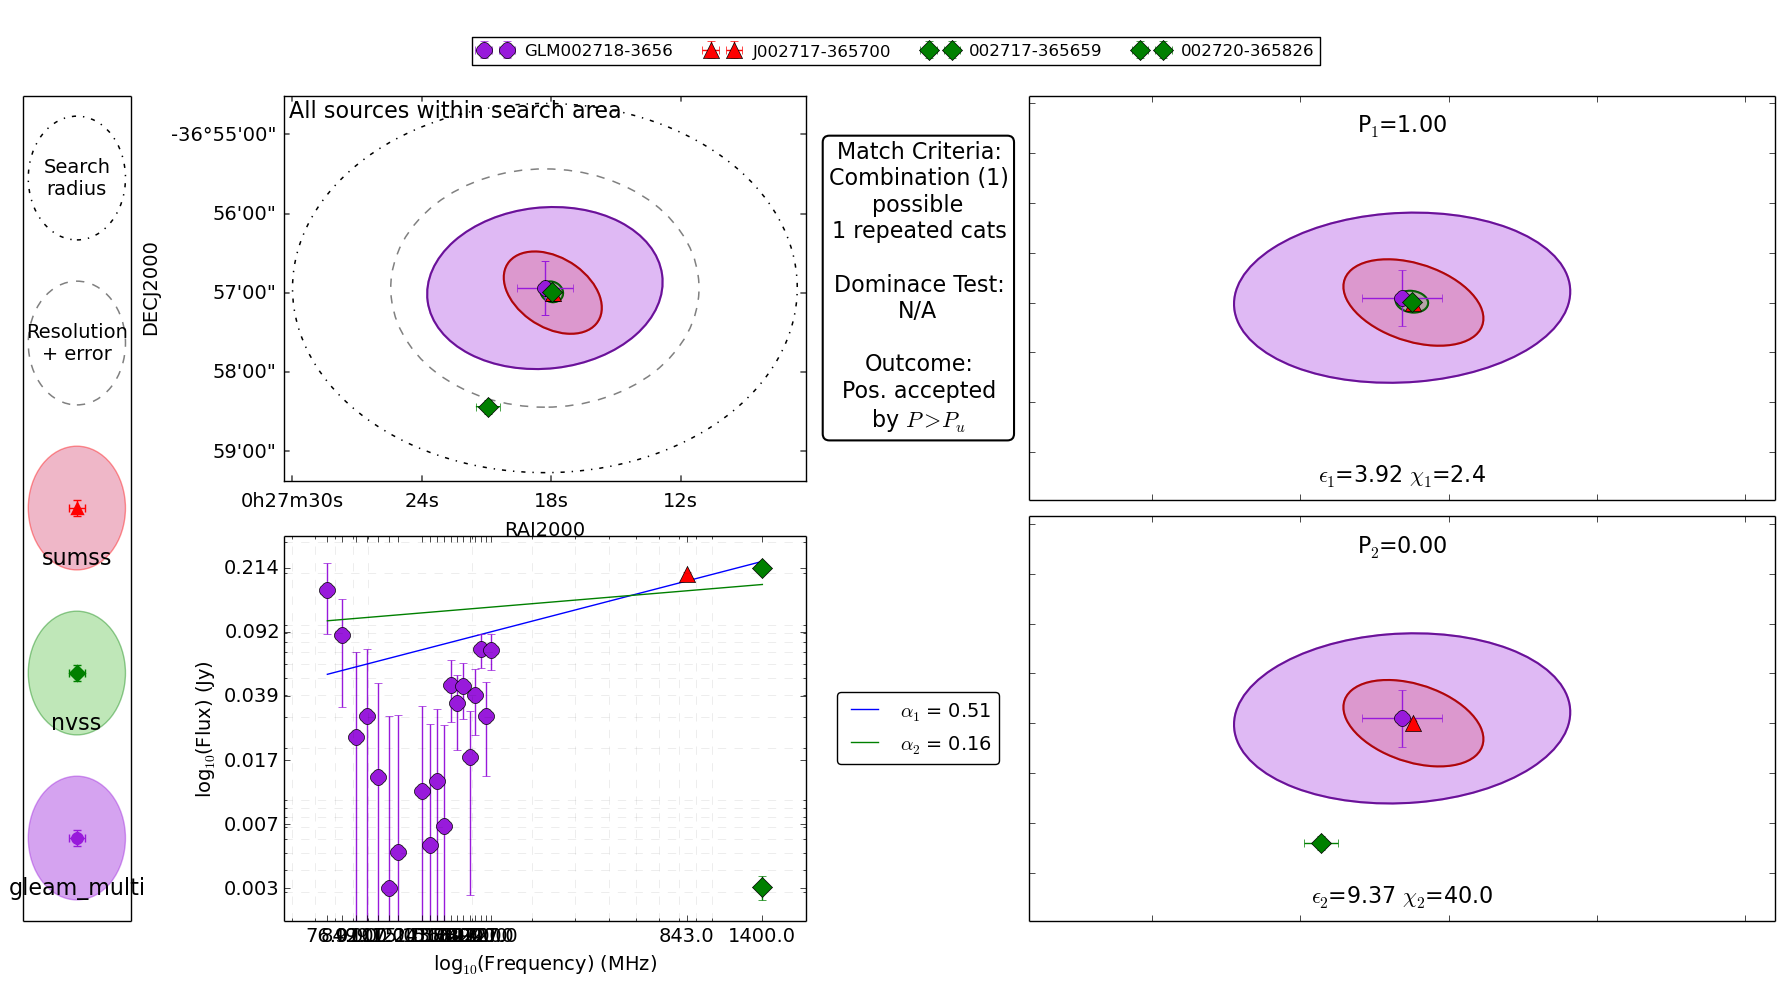 GLM002718-3656 J002717-365700 002717-365659 002720-365826
Search
radius
Resolution
+ error
sumss
nvss
gleam_multi
All sources within search area
DECJ2000
-36°55'00"
56'00"
57'00"
58'00"
59'00"
0h27m30s 24s 18s 12s
RAJ2000
Match Criteria:
Combination (1)
possible
1 repeated cats
Dominace Test:
N/A
Outcome:
Pos. accepted
by P>Pᵤ
P₁=1.00
ϵ₁=3.92 χ₁=2.4
log₁₀(Flux) (Jy)
0.214
0.092
0.039
0.017
0.007
0.003
843.0 1400.0
log₁₀(Frequency) (MHz)
α₁ = 0.51
α₂ = 0.16
P₂=0.00
ϵ₂=9.37 χ₂=40.0